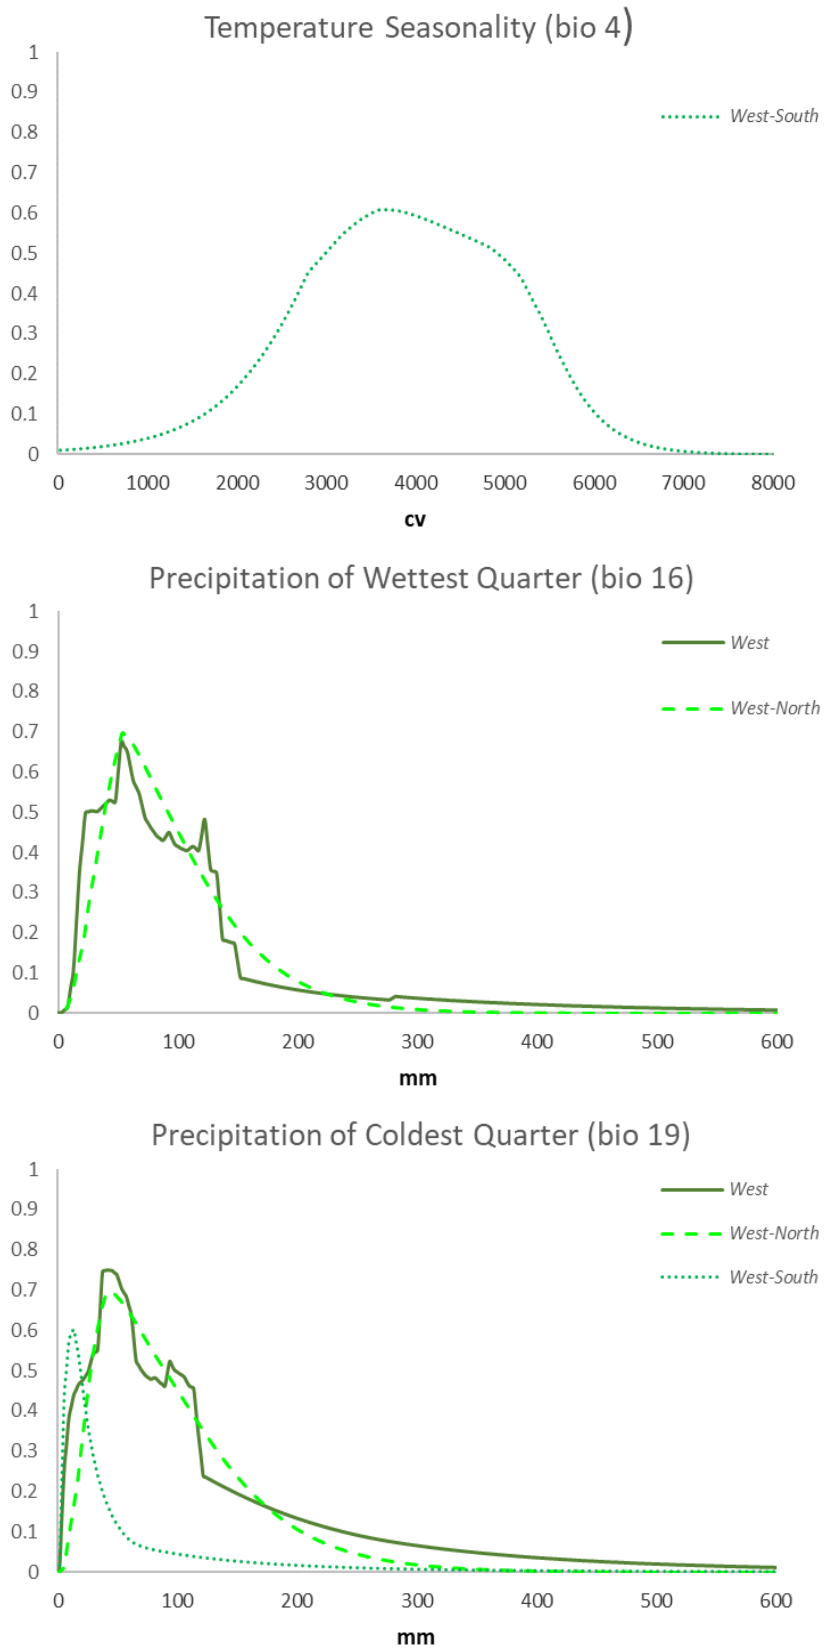 Temperature Seasonality (bio 4)
1
0.9
West-South
0.8
0.7
0.6
0.5
0.4
0.3
0.2
0.1
0
0 1000 2000 3000 4000 5000 6000 7000 8000
cv
Precipitation of Wettest Quarter (bio 16)
1
West
0.9
0.8
West-North
0.7
0.6
0.5
0.4
0.3
0.2
0.1
0
0 100 200 300 400 500 600
mm
Precipitation of Coldest Quarter (bio 19)
1
West
0.9
West-North
0.8
West-South
0.7
0.6
0.5
0.4
0.3
0.2
0.1
0
0 100 200 300 400 500 600
mm